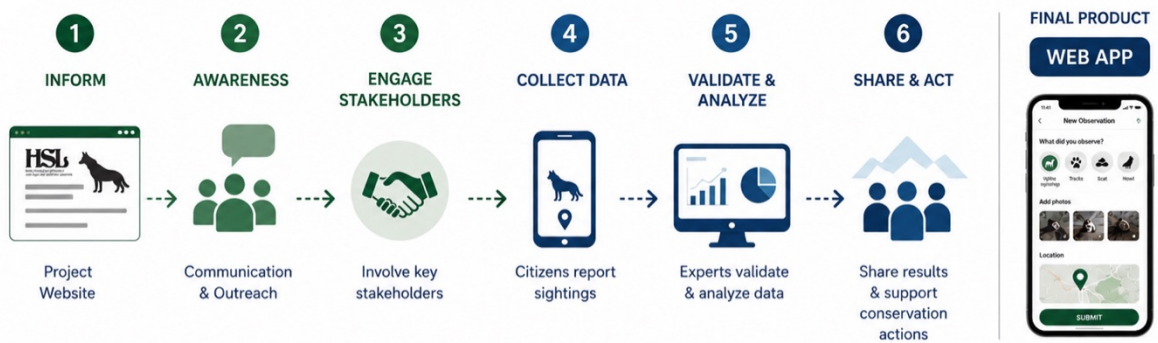 1
INFORM
HSL
Project
Website
2
AWARENESS
Communication
& Outreach
3
ENGAGE
STAKEHOLDERS
Involve key
stakeholders
4
COLLECT DATA
Citizens report
sightings
5
VALIDATE &
ANALYZE
Experts validate
& analyze data
6
SHARE & ACT
Share results
& support
conservation
actions
FINAL PRODUCT
WEB APP
New Observation
What did you observe?
Tracks
Scat
Howl
Add photos
Location
SUBMIT